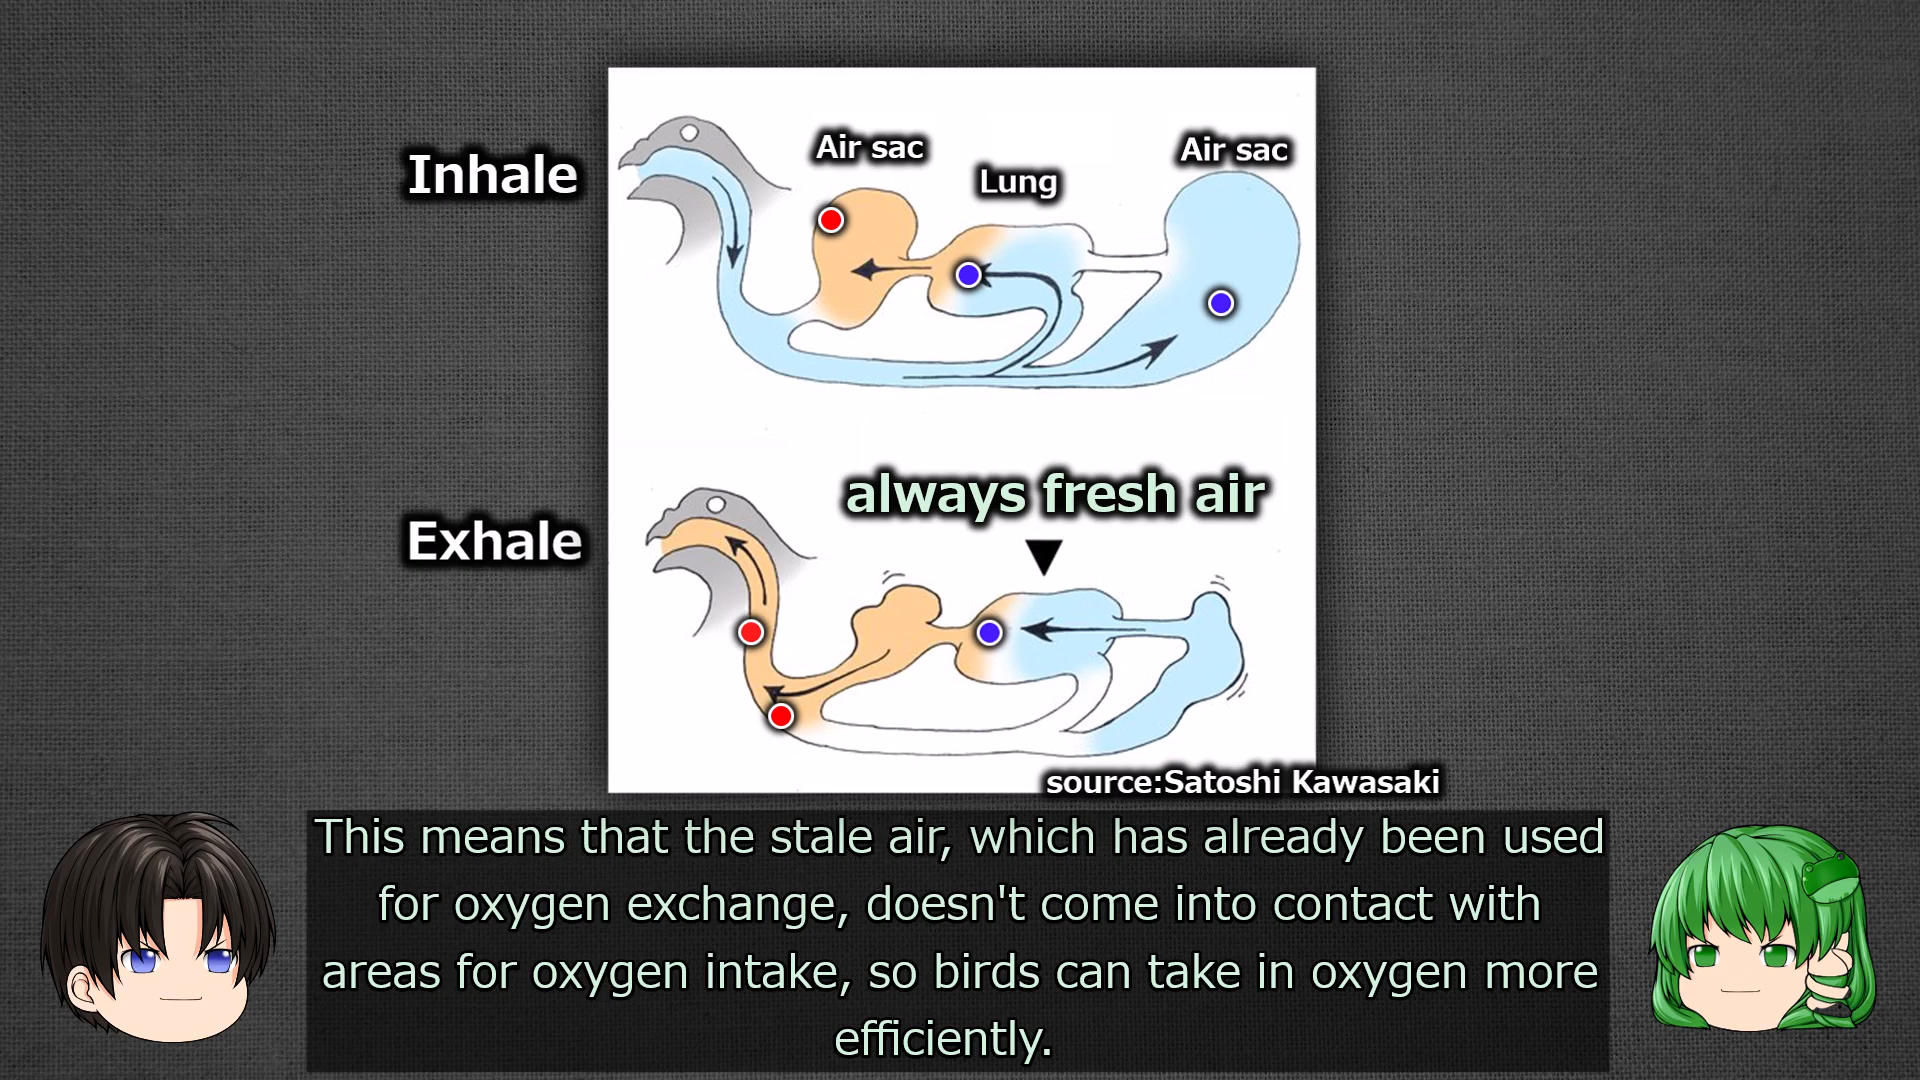 Inhale
Air sac
Lung
Air sac
Exhale
always fresh air
source:Satoshi Kawasaki
This means that the stale air, which has already been used
for oxygen exchange, doesn't come into contact with
areas for oxygen intake, so birds can take in oxygen more
efficiently.